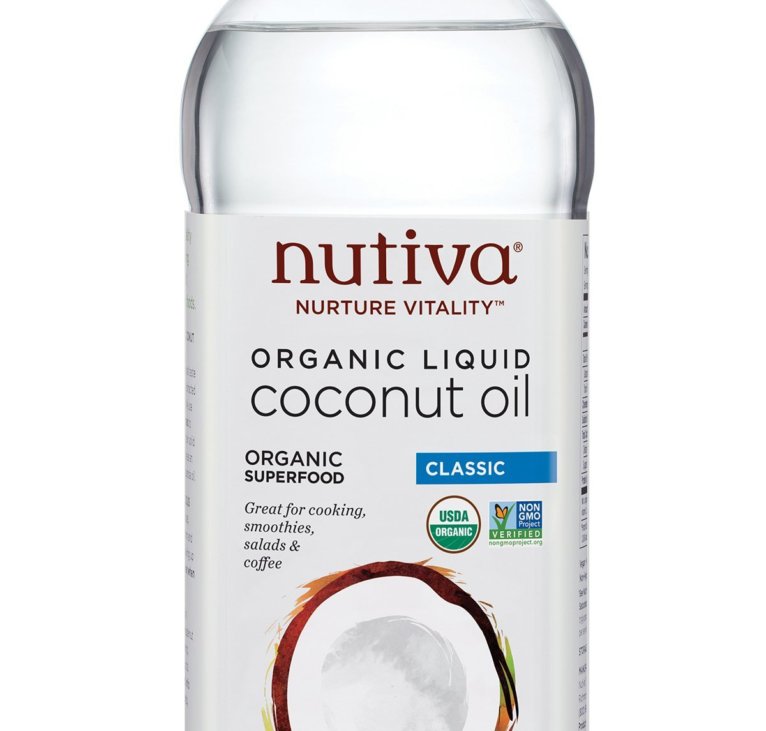 nutiva®
NURTURE VITALITY™
ORGANIC LIQUID
coconut oil
ORGANIC
SUPERFOOD
CLASSIC
Great for cooking,
smoothies,
salads &
coffee
USDA
ORGANIC
NON
GMO
Project
VERIFIED
nongmoproject.org